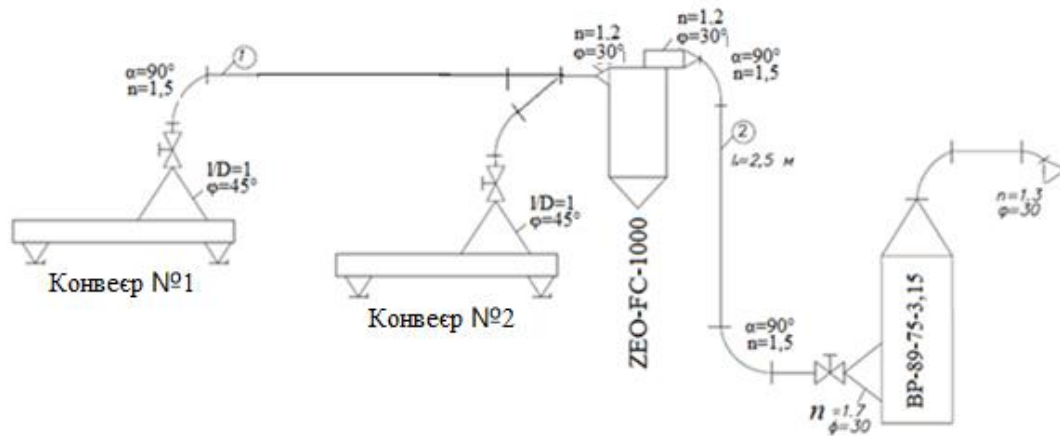 n=1.2
φ=30°
n=1.2
φ=30°
1
α=90°
n=1,5
α=90°
n=1,5
2
l=2,5 м
l/D=1
φ=45°
l/D=1
φ=45°
n=1.3
ϕ=30
Конвеєр №1
Конвеєр №2
ZEO-FC-1000
α=90°
n=1,5
ВР-89-75-3,15
n =1.7
ϕ=30